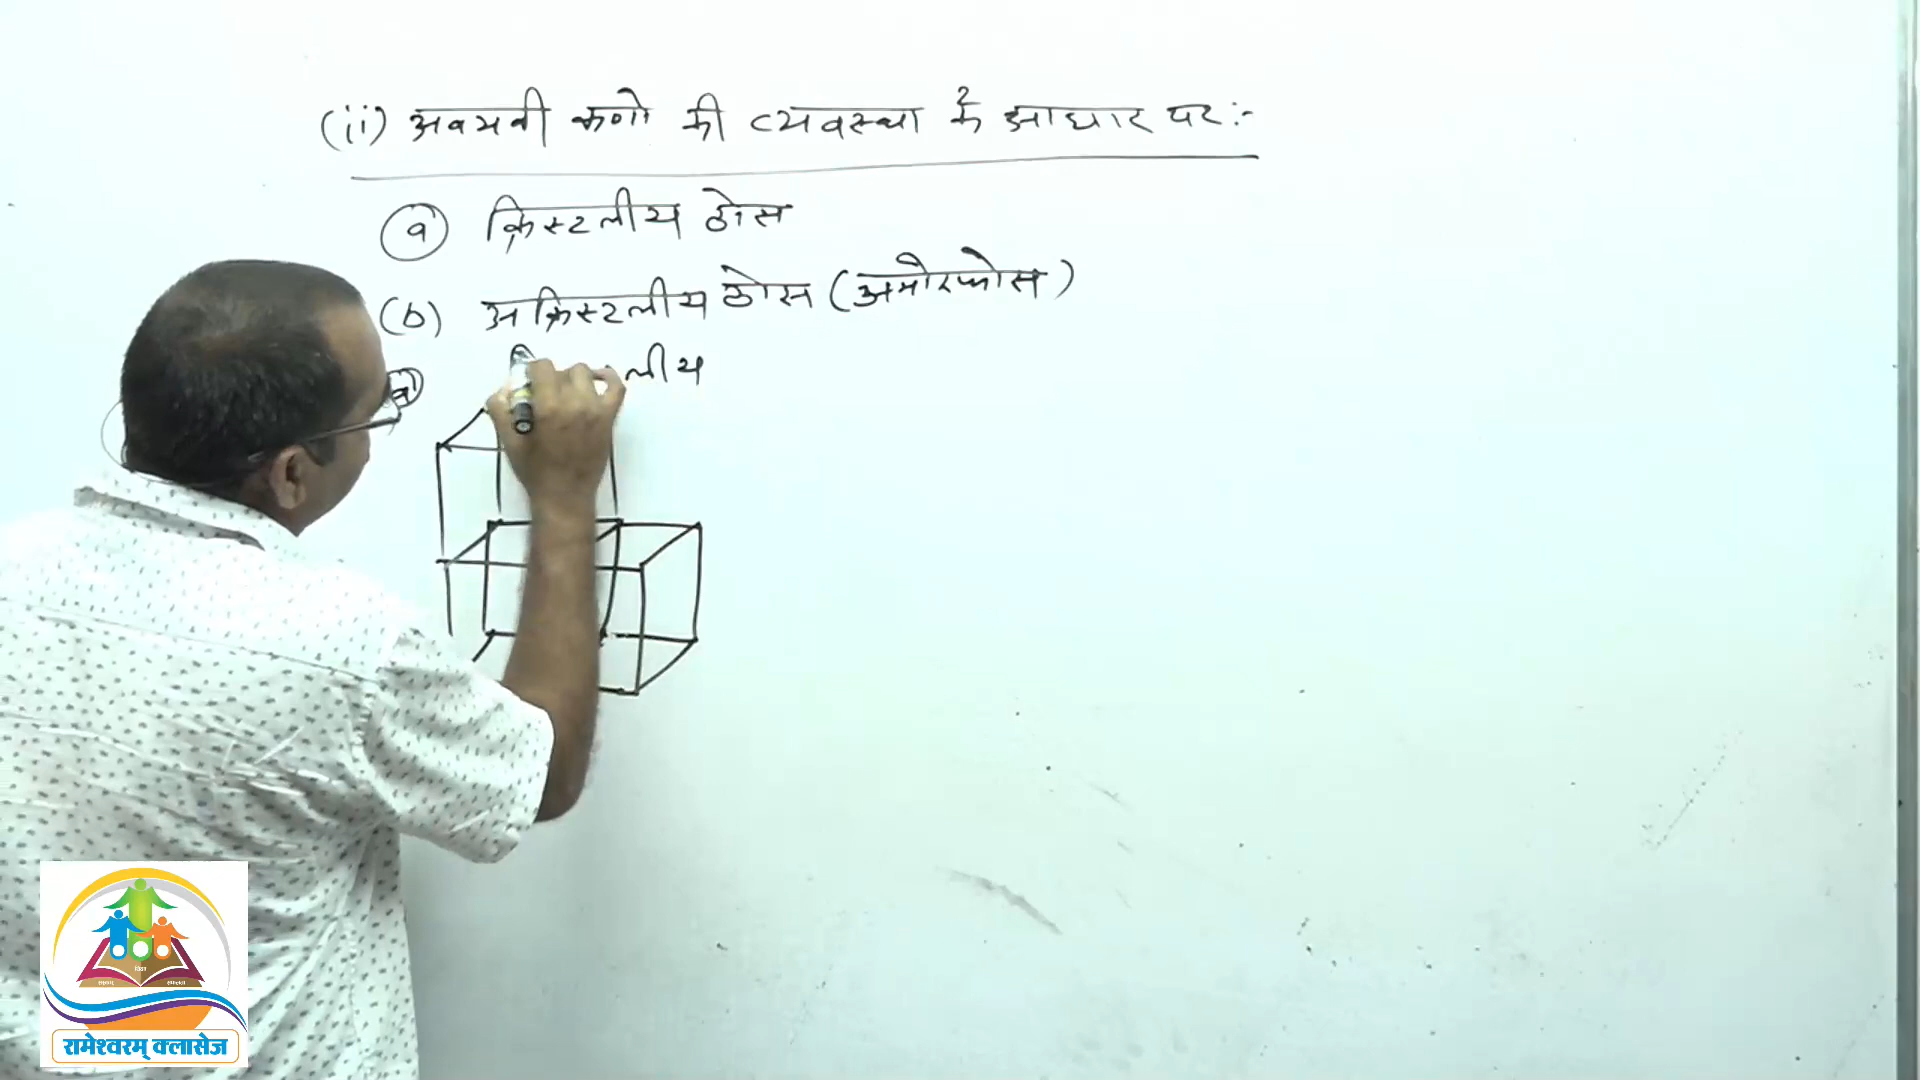 (ii) अवयवी कणो की व्यवस्था के आधार पर :-
(a) क्रिस्टलीय ठोस
(b) अक्रिस्टलीय ठोस (अमोरफोस)
(a) लीय
रामेश्वरम् क्लासेज